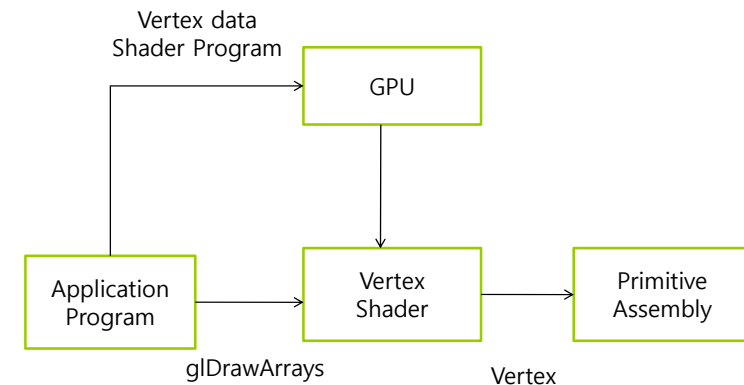 Vertex data
Shader Program
GPU
Application
Program
Vertex
Shader
Primitive
Assembly
glDrawArrays
Vertex